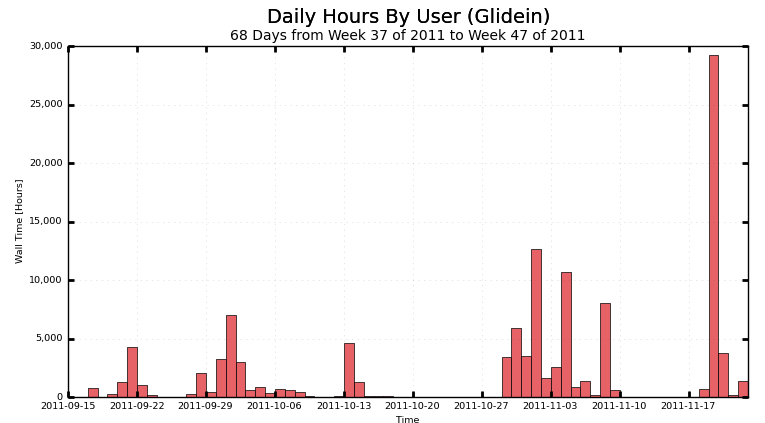 Daily Hours By User (Glidein)
68 Days from Week 37 of 2011 to Week 47 of 2011
30,000
25,000
20,000
15,000
10,000
5,000
0
Wall Time [Hours]
2011-09-15 2011-09-22 2011-09-29 2011-10-06 2011-10-13 2011-10-20 2011-10-27 2011-11-03 2011-11-10 2011-11-17
Time